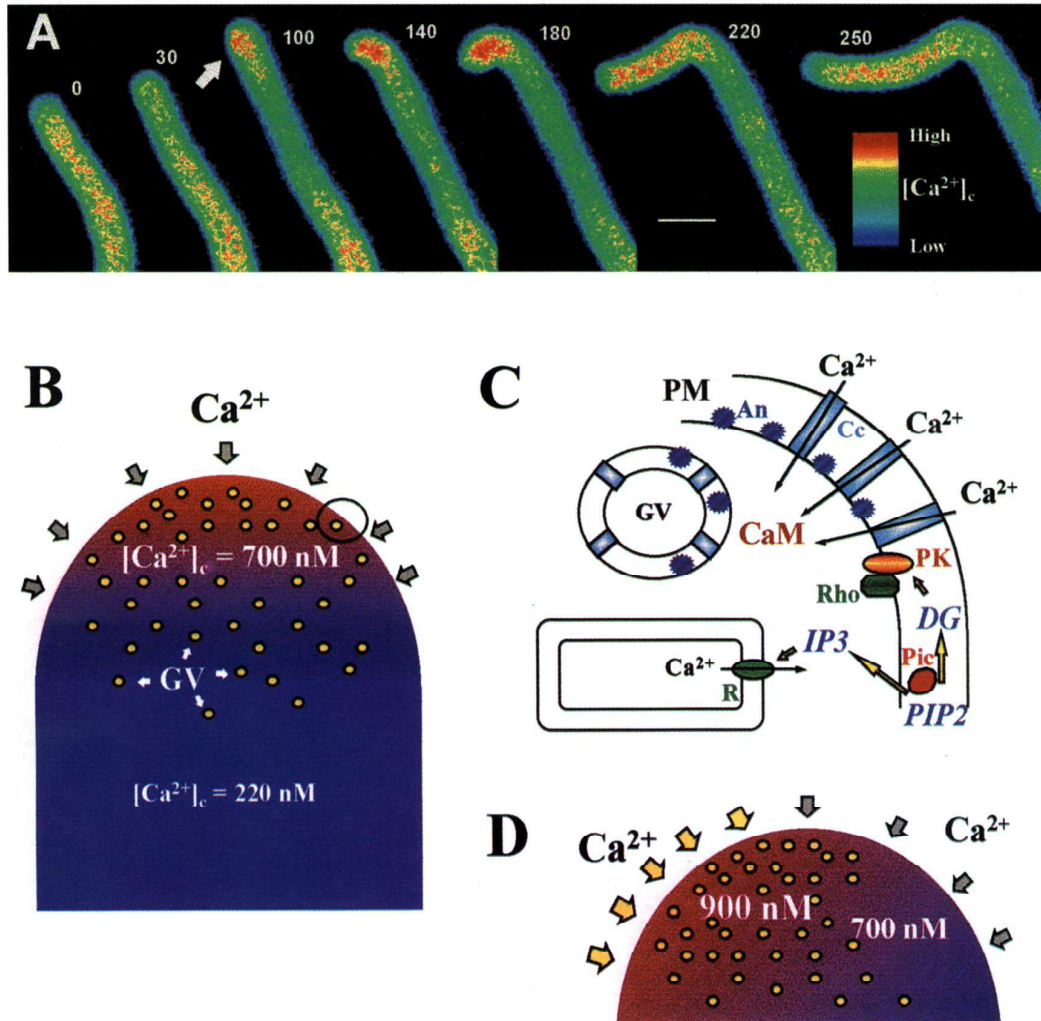 A
0
30
100
140
180
220
250
High
[Ca²⁺]c
Low
B
Ca²⁺
[Ca²⁺]c = 700 nM
GV
[Ca²⁺]c = 220 nM
C
PM
An
Ca²⁺
Cc
Ca²⁺
Ca²⁺
GV
CaM
PK
Rho
DG
IP3
Ca²⁺
R
Pic
PIP2
D
Ca²⁺
Ca²⁺
900 nM
700 nM